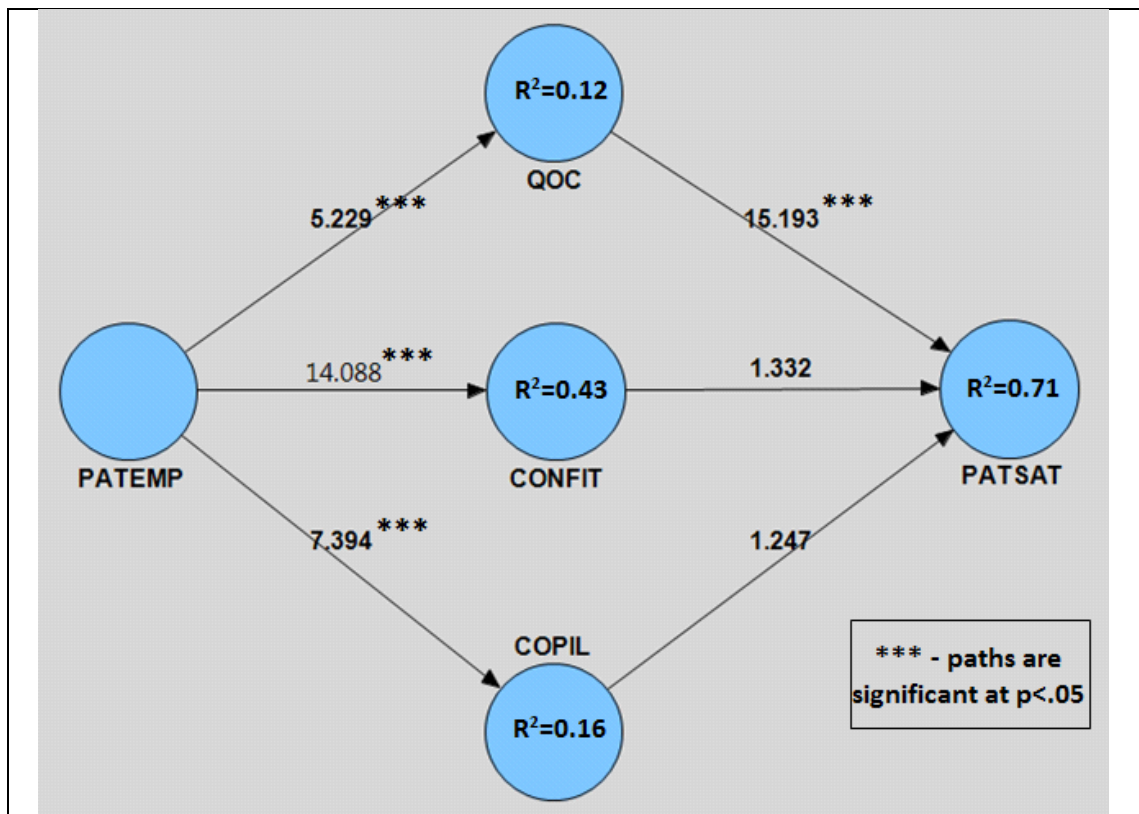 R²=0.12
QOC
5.229***
15.193***
14.088***
1.332
R²=0.43
R²=0.71
PATEMP
CONFIT
PATSAT
7.394***
1.247
COPIL
R²=0.16
*** - paths are
significant at p<.05